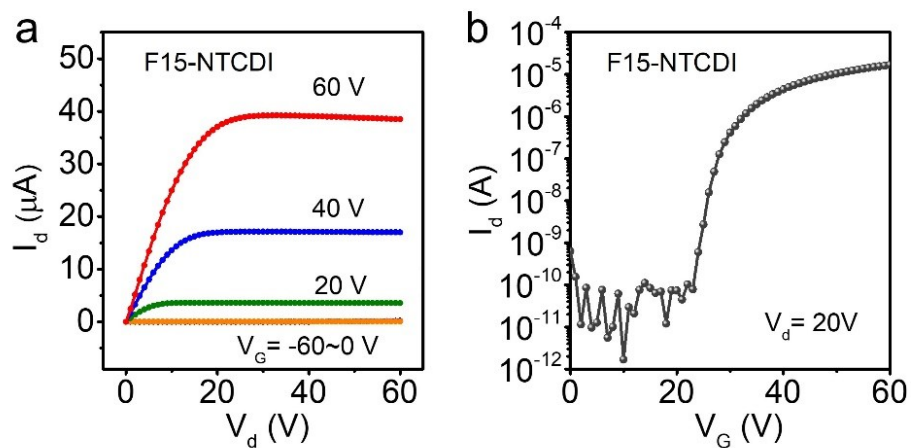 a
F15-NTCDI
60 V
40 V
20 V
V_G= -60~0 V
50
40
30
20
10
0
I_d (μA)
0 20 40 60
V_d (V)
b
F15-NTCDI
V_d= 20V
10^-4
10^-5
10^-6
10^-7
10^-8
10^-9
10^-10
10^-11
10^-12
I_d (A)
0 20 40 60
V_G (V)